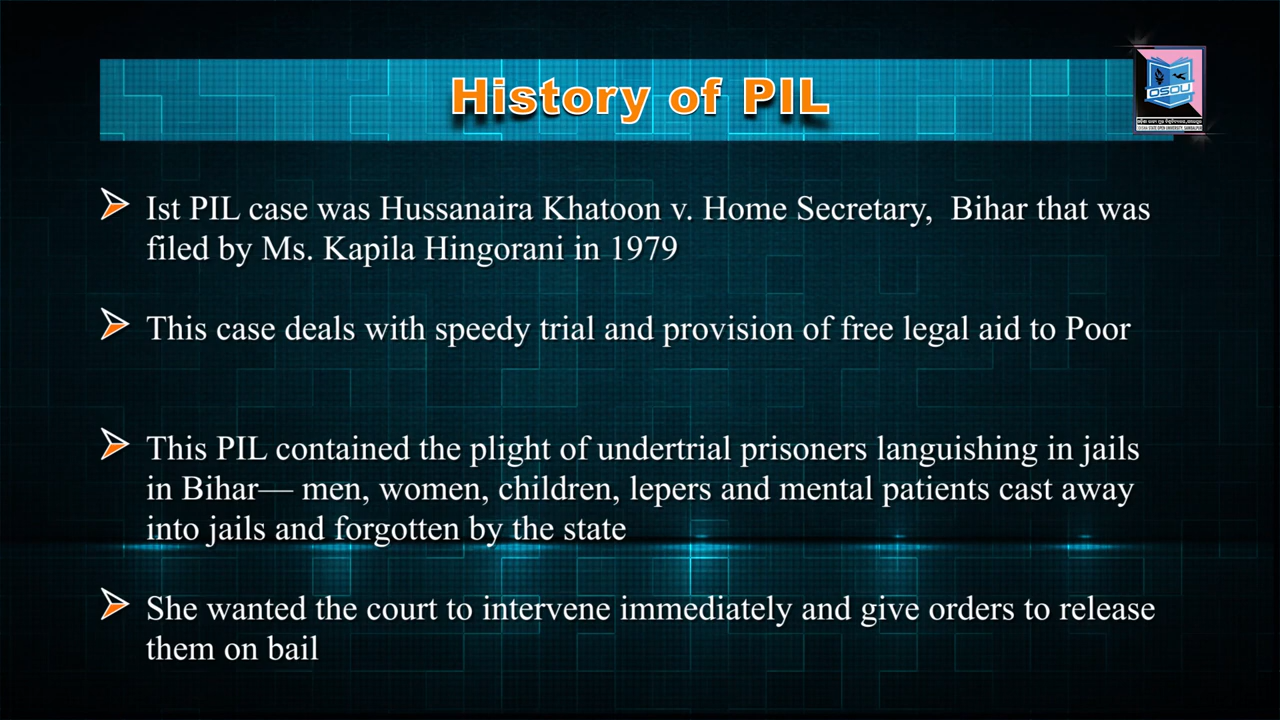 History of PIL
OSOU
Ist PIL case was Hussanaira Khatoon v. Home Secretary, Bihar that was
filed by Ms. Kapila Hingorani in 1979
This case deals with speedy trial and provision of free legal aid to Poor
This PIL contained the plight of undertrial prisoners languishing in jails
in Bihar— men, women, children, lepers and mental patients cast away
into jails and forgotten by the state
She wanted the court to intervene immediately and give orders to release
them on bail